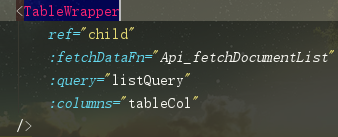 <TableWrapper
ref="child"
:fetchDataFn="Api_fetchDocumentList"
:query="listQuery"
:columns="tableCol"
/>